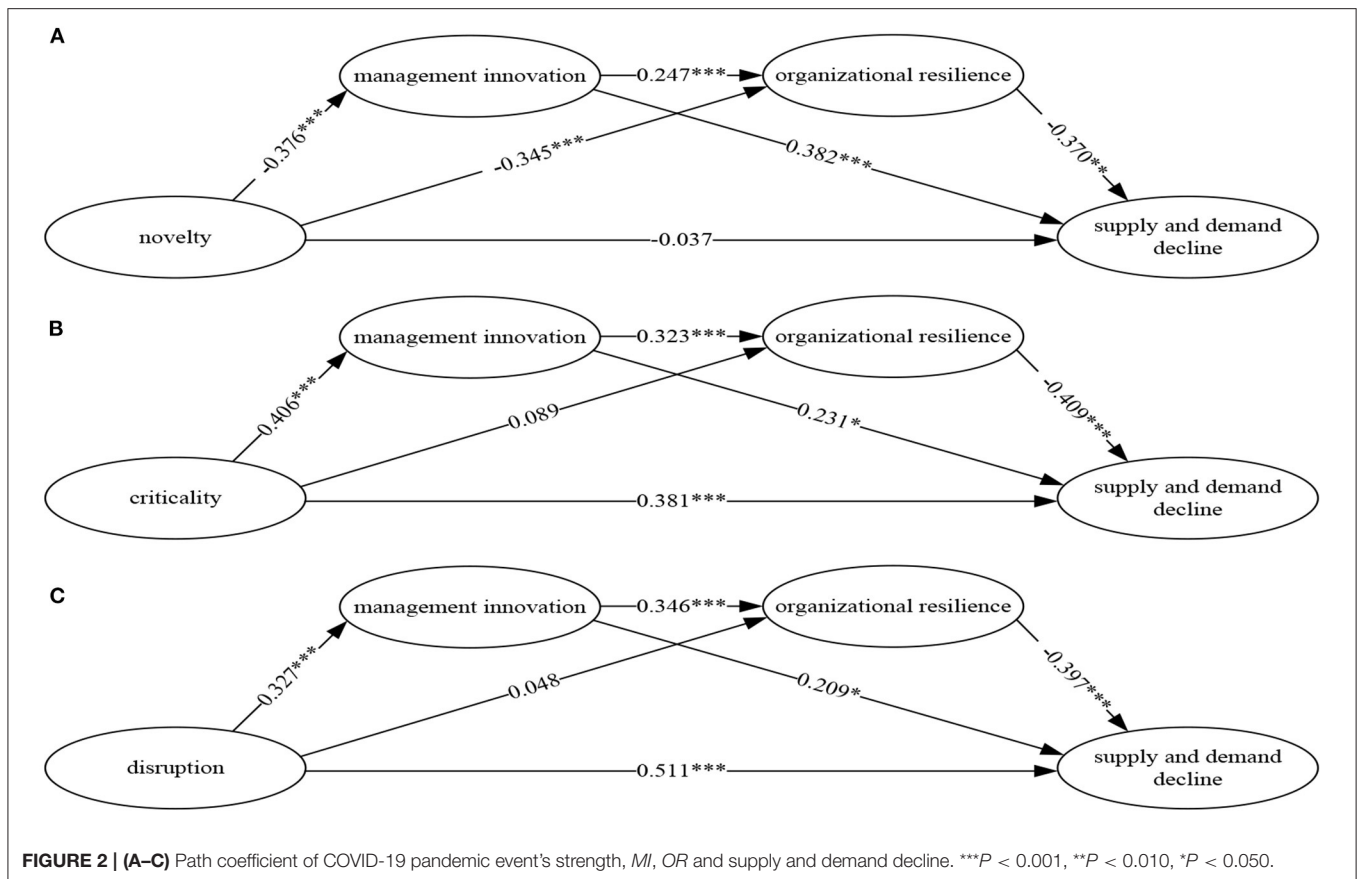 A
management innovation
0.247***
organizational resilience
-0.376***
-0.345***
0.382***
-0.370**
novelty
-0.037
supply and demand
decline
B
management innovation
0.323***
organizational resilience
0.406***
0.089
0.231*
-0.409***
criticality
0.381***
supply and demand
decline
C
management innovation
0.346***
organizational resilience
0.327***
0.048
0.209*
-0.397***
disruption
0.511***
supply and demand
decline
FIGURE 2 | (A–C) Path coefficient of COVID-19 pandemic event's strength, MI, OR and supply and demand decline. ***P < 0.001, **P < 0.010, *P < 0.050.